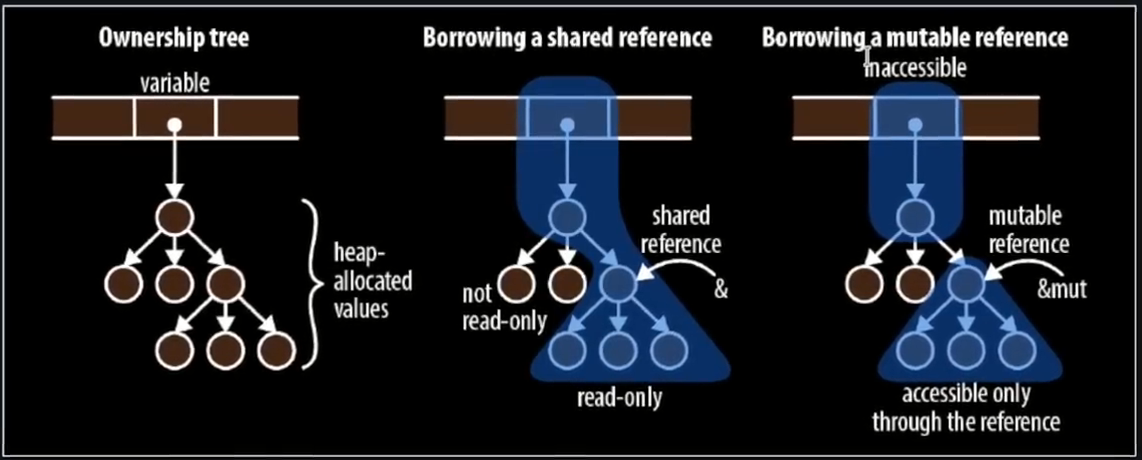 Ownership tree
variable
heap-
allocated
values
Borrowing a shared reference
shared
reference
&
not
read-only
read-only
Borrowing a mutable reference
inaccessible
mutable
reference
&mut
accessible only
through the reference